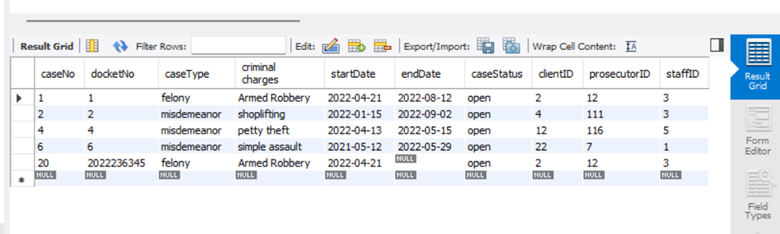 Result Grid Filter Rows: Edit: Export/Import: Wrap Cell Content: IA
caseNo docketNo caseType criminal charges startDate endDate caseStatus clientID prosecutorID staffID
1 1 felony Armed Robbery 2022-04-21 2022-08-12 open 2 12 3
2 2 misdemeanor shoplifting 2022-01-15 2022-09-02 open 4 111 3
4 4 misdemeanor petty theft 2022-04-13 2022-05-15 open 12 116 5
6 6 misdemeanor simple assault 2021-05-12 2022-05-29 open 22 7 1
20 2022236345 felony Armed Robbery 2022-04-21 NULL open 2 12 3
NULL NULL NULL NULL NULL NULL NULL NULL NULL NULL
Result
Grid
Form
Editor
Field
Types